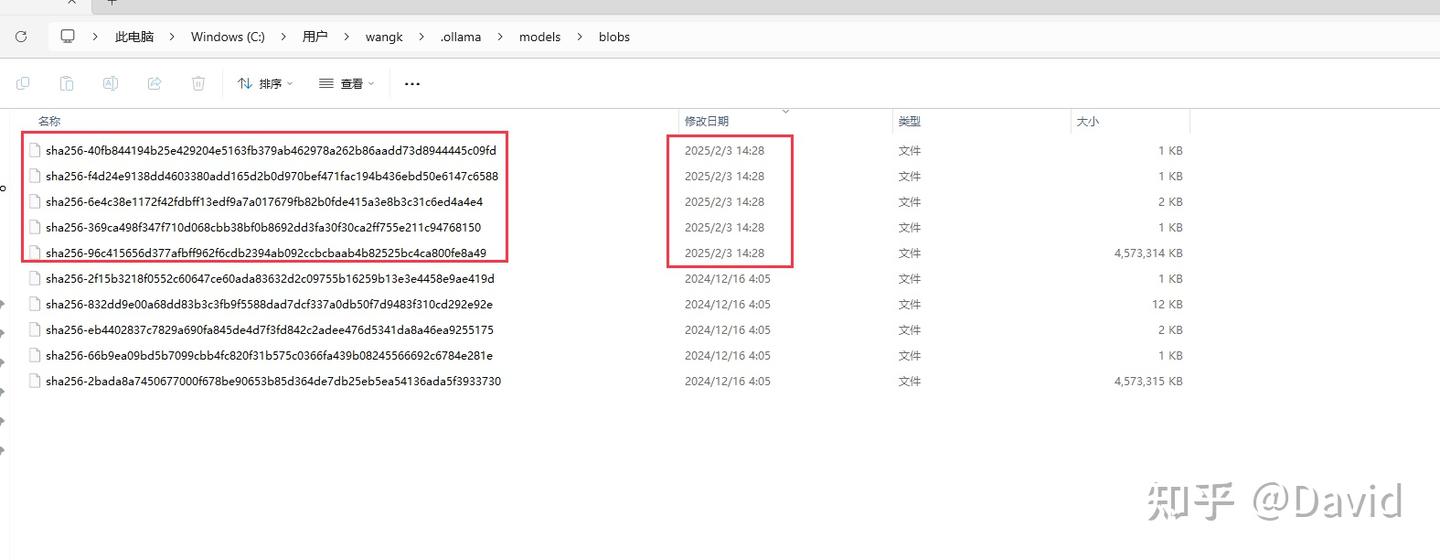 此电脑 > Windows (C:) > 用户 > wangk > .ollama > models > blobs
排序 查看 ...
名称 修改日期 类型 大小
sha256-40fb844194b25e429204e5163fb379ab462978a262b86aadd73d8944445c09fd 2025/2/3 14:28 文件 1 KB
sha256-f4d24e9138dd4603380add165d2b0d970bef471fac194b436ebd50e6147c6588 2025/2/3 14:28 文件 1 KB
sha256-6e4c38e1172f42fdbff13edf9a7a017679fb82b0fde415a3e8b3c31c6ed4a4e4 2025/2/3 14:28 文件 2 KB
sha256-369ca498f347f710d068cbb38bf0b8692dd3fa30f30ca2ff755e211c94768150 2025/2/3 14:28 文件 1 KB
sha256-96c415656d377afbff962f6cdb2394ab092ccbcbaab4b82525bc4ca800fe8a49 2025/2/3 14:28 文件 4,573,314 KB
sha256-2f15b3218f0552c60647ce60ada83632d2c09755b16259b13e3e4458e9ae419d 2024/12/16 4:05 文件 1 KB
sha256-832dd9e00a68dd83b3c3fb9f5588dad7dcf337a0db50f7d9483f310cd292e92e 2024/12/16 4:05 文件 12 KB
sha256-eb4402837c7829a690fa845de4d7f3fd842c2adee476d5341da8a46ea9255175 2024/12/16 4:05 文件 2 KB
sha256-66b9ea09bd5b7099cbb4fc820f31b575c0366fa439b08245566692c6784e281e 2024/12/16 4:05 文件 1 KB
sha256-2bada8a7450677000f678be90653b85d364de7db25eb5ea54136ada5f3933730 2024/12/16 4:05 文件 4,573,315 KB
知乎 @David